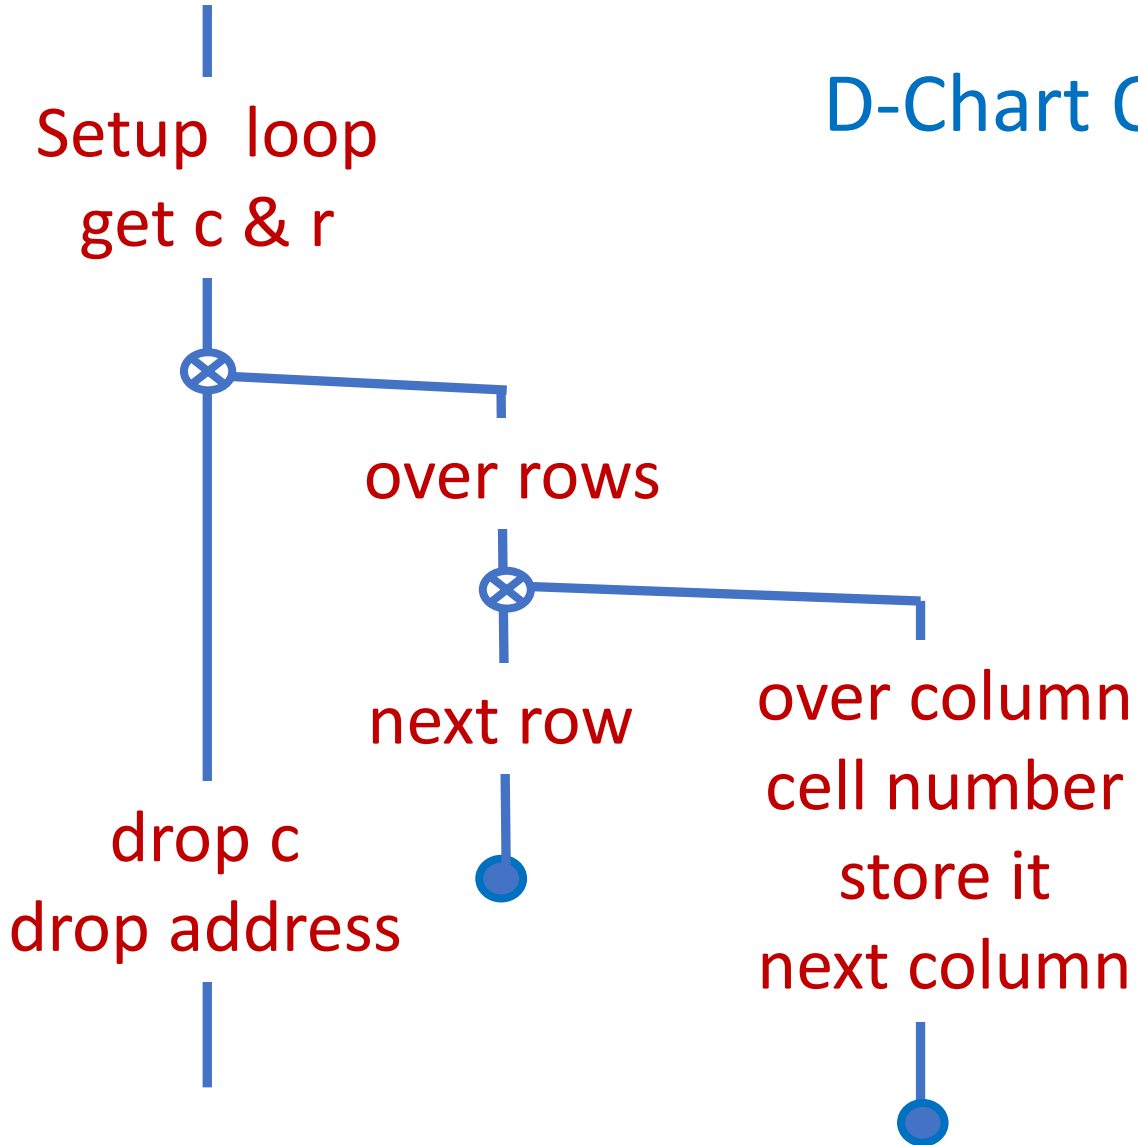 D-Chart
Setup loop
get c & r
over rows
next row
over column
cell number
store it
next column
drop c
drop address